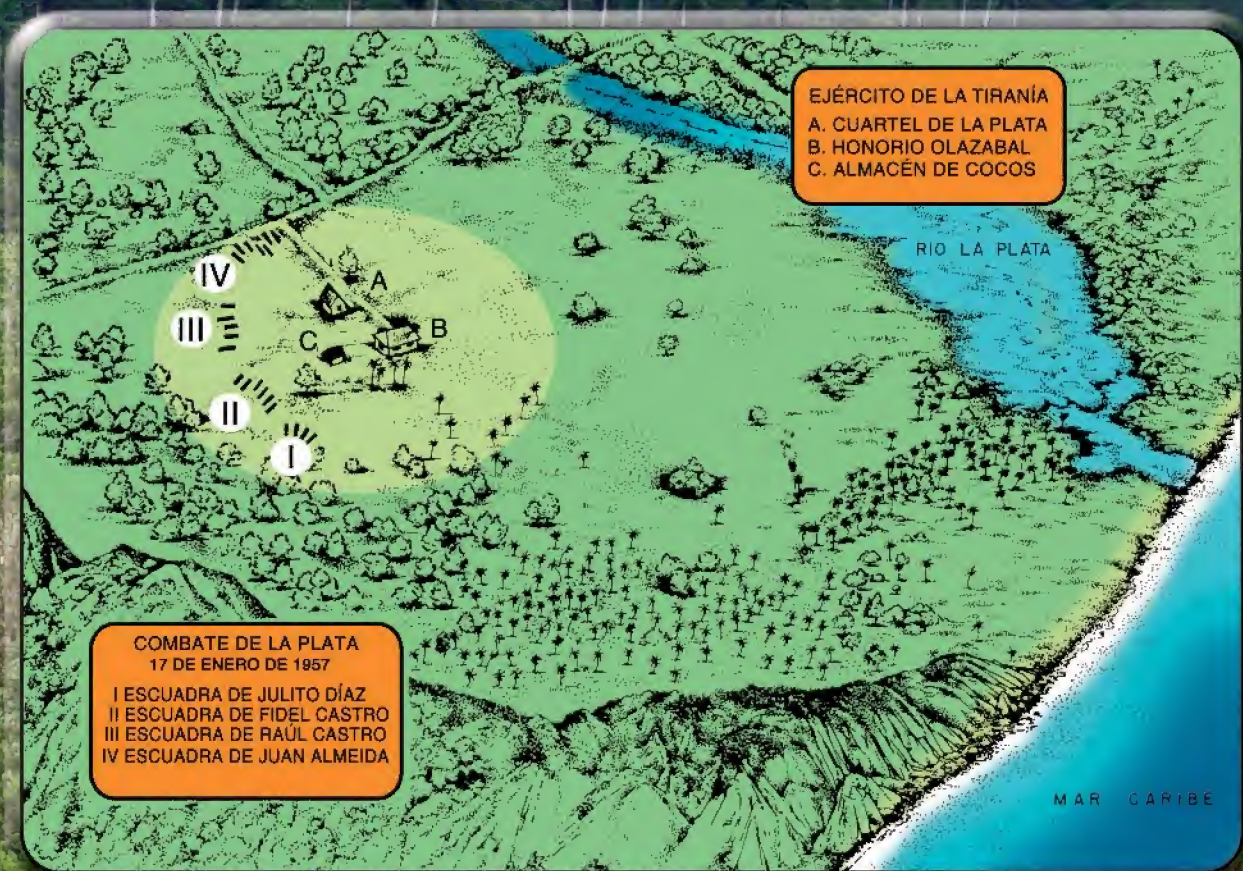 EJÉRCITO DE LA TIRANÍA
A. CUARTEL DE LA PLATA
B. HONORIO OLAZABAL
C. ALMACÉN DE COCOS
RIO LA PLATA
IV
A
III
B
C
II
I
COMBATE DE LA PLATA
17 DE ENERO DE 1957
I ESCUADRA DE JULITO DÍAZ
II ESCUADRA DE FIDEL CASTRO
III ESCUADRA DE RAÚL CASTRO
IV ESCUADRA DE JUAN ALMEIDA
MAR CARIBE